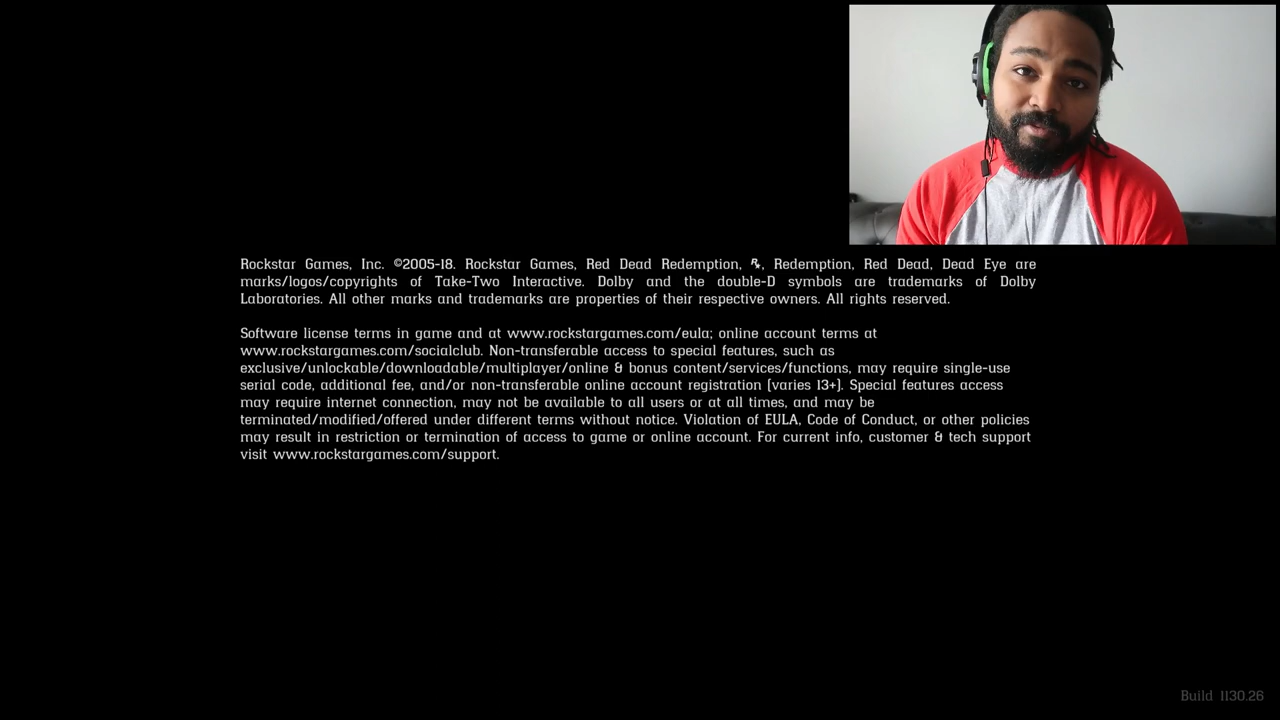 Rockstar Games, Inc. ©2005-18. Rockstar Games, Red Dead Redemption, R*, Redemption, Red Dead, Dead Eye are
marks/logos/copyrights of Take-Two Interactive. Dolby and the double-D symbols are trademarks of Dolby
Laboratories. All other marks and trademarks are properties of their respective owners. All rights reserved.
Software license terms in game and at www.rockstargames.com/eula; online account terms at
www.rockstargames.com/socialclub. Non-transferable access to special features, such as
exclusive/unlockable/downloadable/multiplayer/online & bonus content/services/functions, may require single-use
serial code, additional fee, and/or non-transferable online account registration (varies 13+). Special features access
may require internet connection, may not be available to all users or at all times, and may be
terminated/modified/offered under different terms without notice. Violation of EULA, Code of Conduct, or other policies
may result in restriction or termination of access to game or online account. For current info, customer & tech support
visit www.rockstargames.com/support.
Build 1130.26